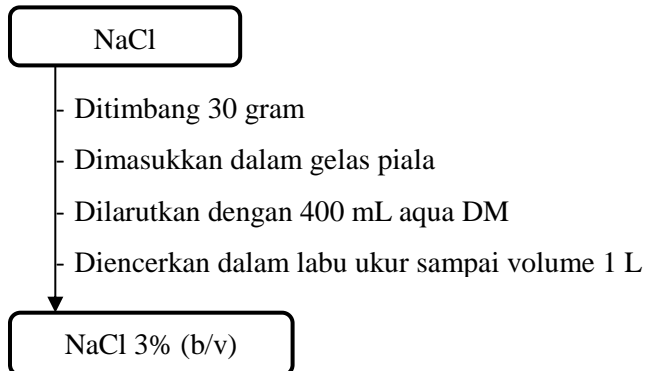 NaCl
- Ditimbang 30 gram
- Dimasukkan dalam gelas piala
- Dilarutkan dengan 400 mL aqua DM
- Diencerkan dalam labu ukur sampai volume 1 L
NaCl 3% (b/v)